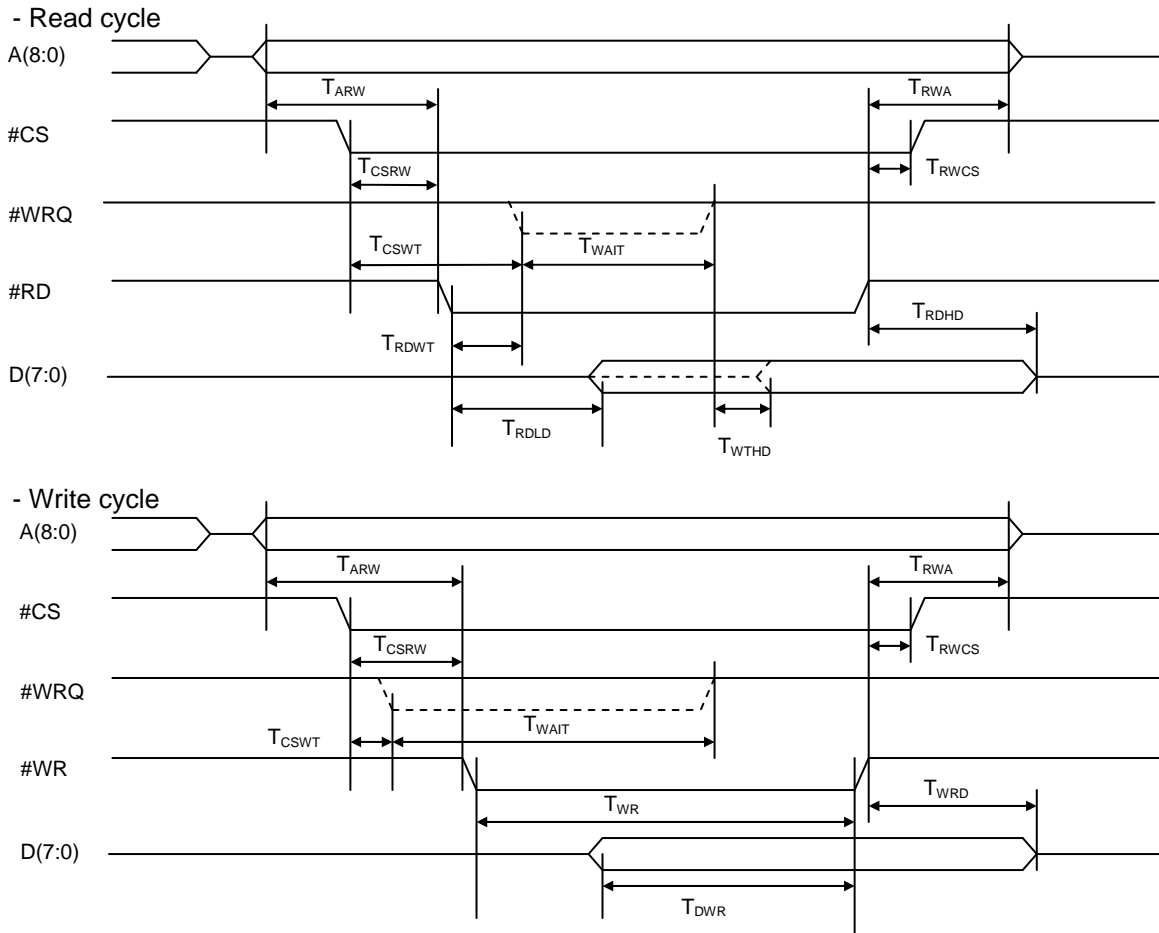 - Read cycle
A(8:0)
TARW
TRWA
#CS
TCSRW
TRWCS
#WRQ
TCSWT
TWAIT
#RD
TRDHD
TRDWT
D(7:0)
TRDLD
TWTHD
- Write cycle
A(8:0)
TARW
TRWA
#CS
TCSRW
TRWCS
#WRQ
TCSWT
TWAIT
#WR
TWRD
TWR
D(7:0)
TDWR